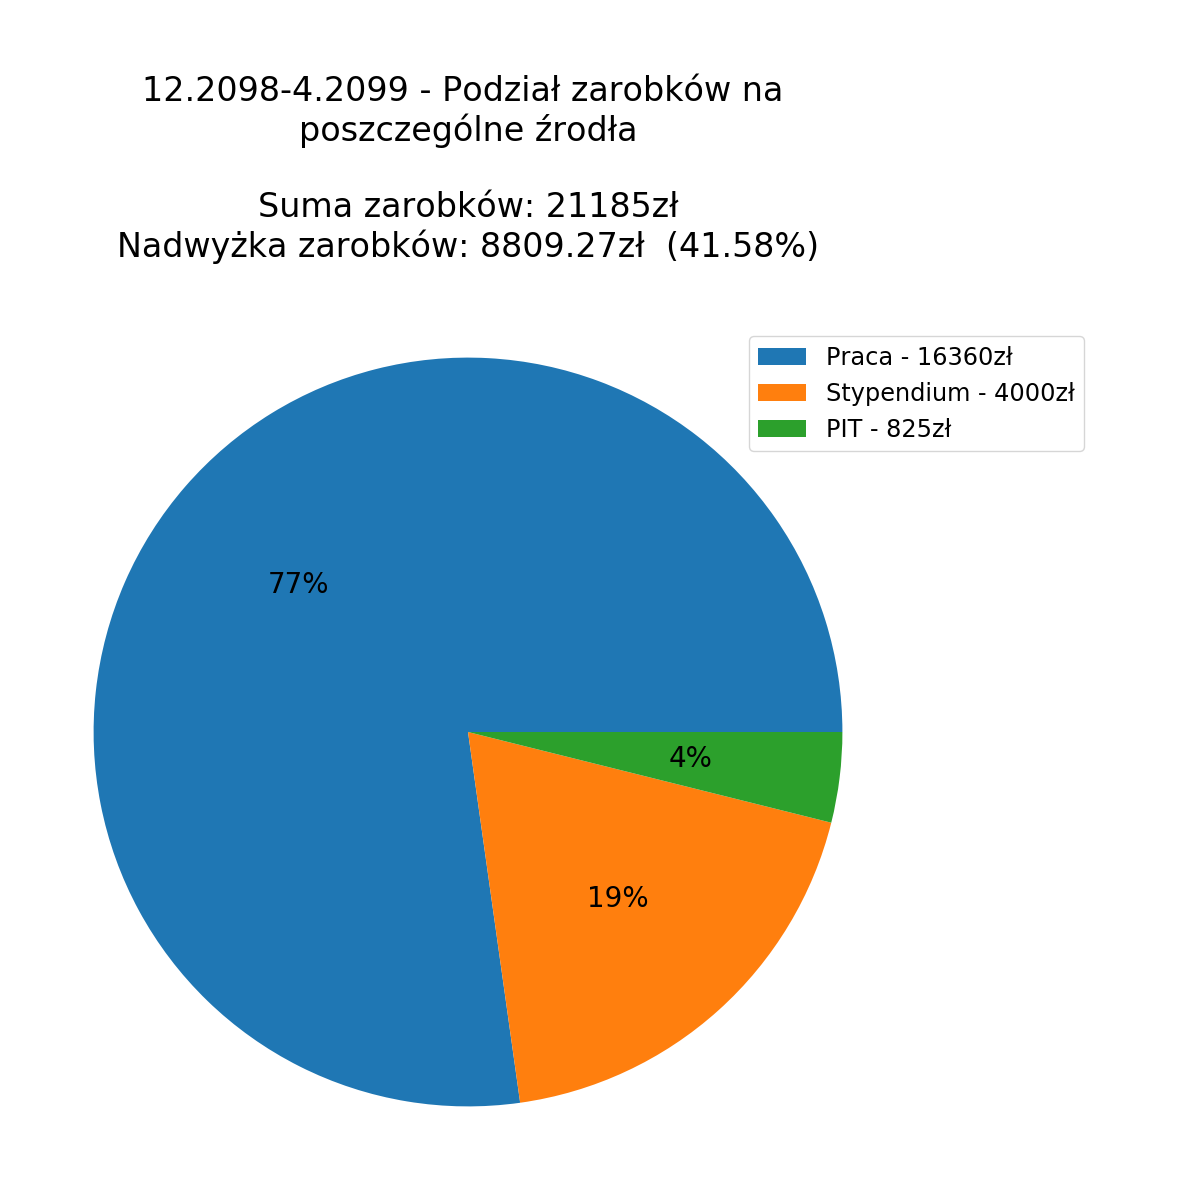 12.2098-4.2099 - Podział zarobków na
poszczególne źrodła
Suma zarobków: 21185zł
Nadwyżka zarobków: 8809.27zł (41.58%)
Praca - 16360zł
Stypendium - 4000zł
PIT - 825zł
77%
4%
19%